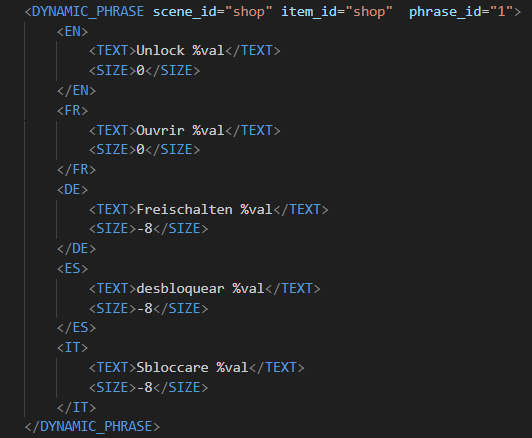 <DYNAMIC_PHRASE scene_id="shop" item_id="shop"  phrase_id="1">
    <EN>
        <TEXT>Unlock %val</TEXT>
        <SIZE>0</SIZE>
    </EN>
    <FR>
        <TEXT>Ouvrir %val</TEXT>
        <SIZE>0</SIZE>
    </FR>
    <DE>
        <TEXT>Freischalten %val</TEXT>
        <SIZE>-8</SIZE>
    </DE>
    <ES>
        <TEXT>desbloquear %val</TEXT>
        <SIZE>-8</SIZE>
    </ES>
    <IT>
        <TEXT>Sbloccare %val</TEXT>
        <SIZE>-8</SIZE>
    </IT>
</DYNAMIC_PHRASE>